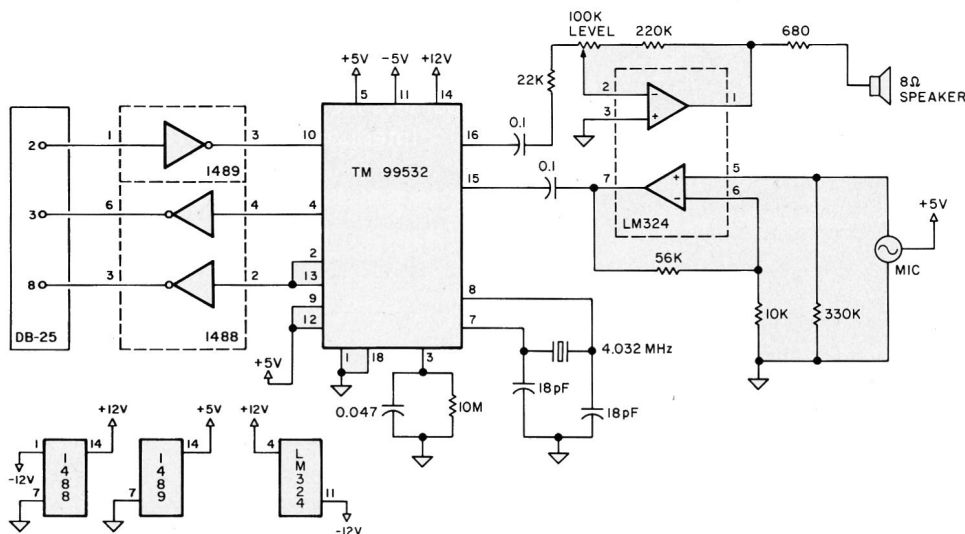 100K
LEVEL
220K
680
+5V
-5V
+12V
22K
2
1
8Ω
SPEAKER
5
11
14
3
0.1
2
1
3
10
16
1489
TM 99532
0.1
15
7
5
6
+5V
3
6
4
4
LM324
MIC
2
56K
8
3
2
13
8
10K
330K
9
12
7
DB-25
1488
4.032 MHz
+5V
1
18
3
18pF
0.047
10M
18pF
+12V
+5V
+12V
1
14
14
4
-12V
1488
1489
LM324
7
7
11
-12V